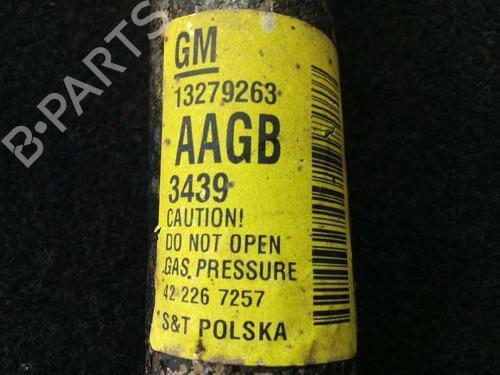 B-PARTS
GM
13279263
AAGB
3439
CAUTION!
DO NOT OPEN
GAS PRESSURE
42 226 7257
S&T POLSKA